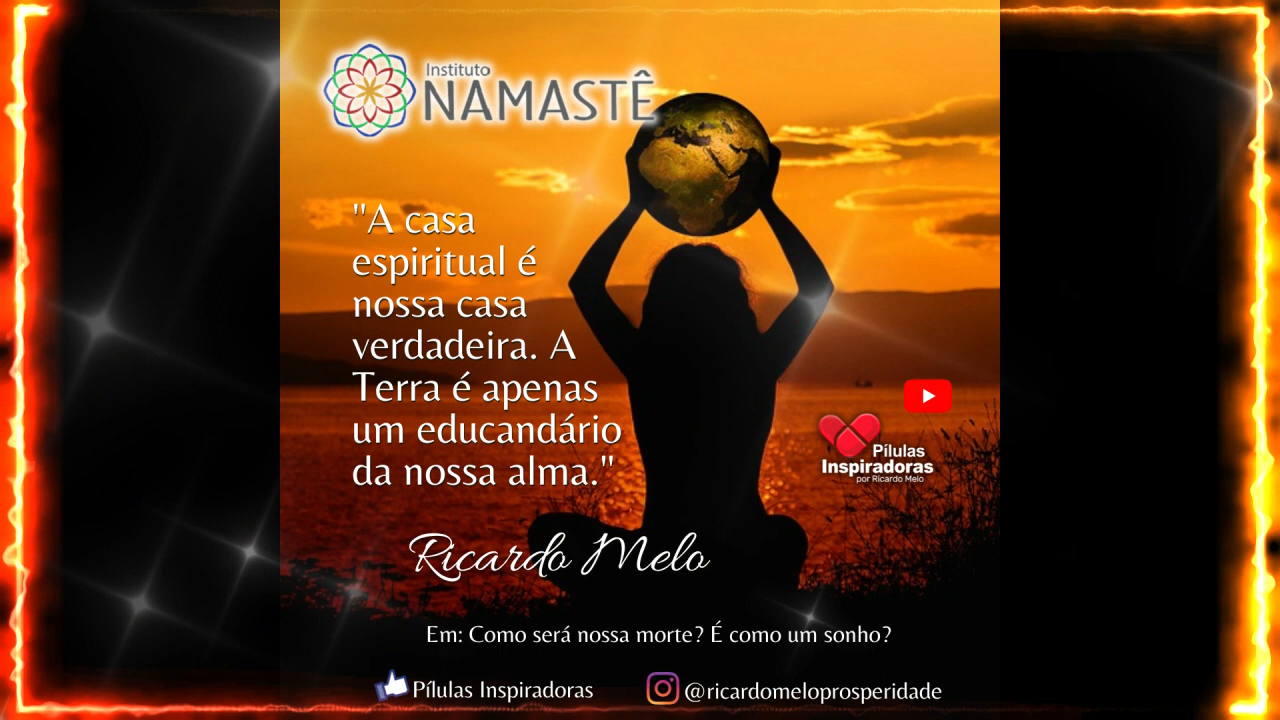 Instituto
NAMASTÊ
"A casa
espiritual é
nossa casa
verdadeira. A
Terra é apenas
um educandário
da nossa alma."
Pílulas
Inspiradoras
por Ricardo Melo
Ricardo Melo
Em: Como será nossa morte? É como um sonho?
Pílulas Inspiradoras
@ricardomeloprosperidade